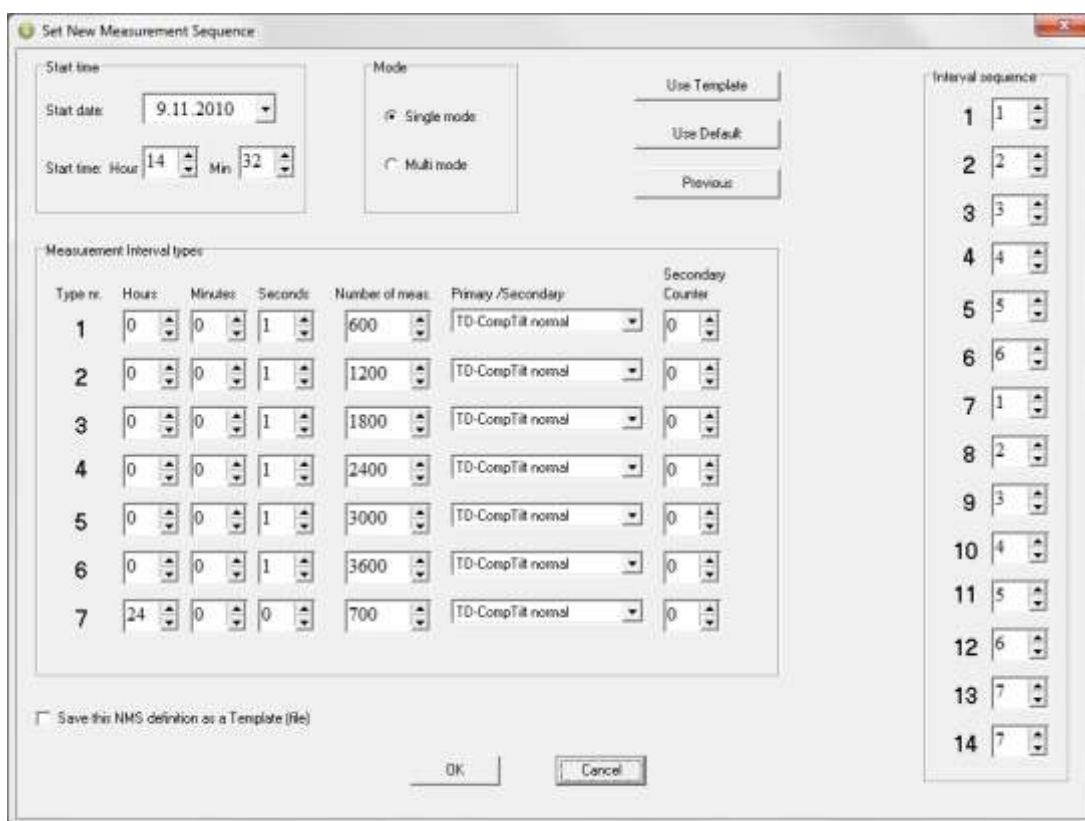 Set New Measurement Sequence
Start time
Start date: 9.11.2010
Start time: Hour 14 Min 32
Mode
Single mode
Multi mode
Use Template
Use Default
Previous
Measurement Interval types
Type nr. Hours Minutes Seconds Number of meas. Primary /Secondary Secondary Counter
1 0 0 1 600 TD-CompTilt normal 0
2 0 0 1 1200 TD-CompTilt normal 0
3 0 0 1 1800 TD-CompTilt normal 0
4 0 0 1 2400 TD-CompTilt normal 0
5 0 0 1 3000 TD-CompTilt normal 0
6 0 0 1 3600 TD-CompTilt normal 0
7 24 0 0 700 TD-CompTilt normal 0
Save this NMS definition as a Template (file)
OK Cancel
Interval sequence
1 1
2 2
3 3
4 4
5 5
6 6
7 1
8 2
9 3
10 4
11 5
12 6
13 7
14 7